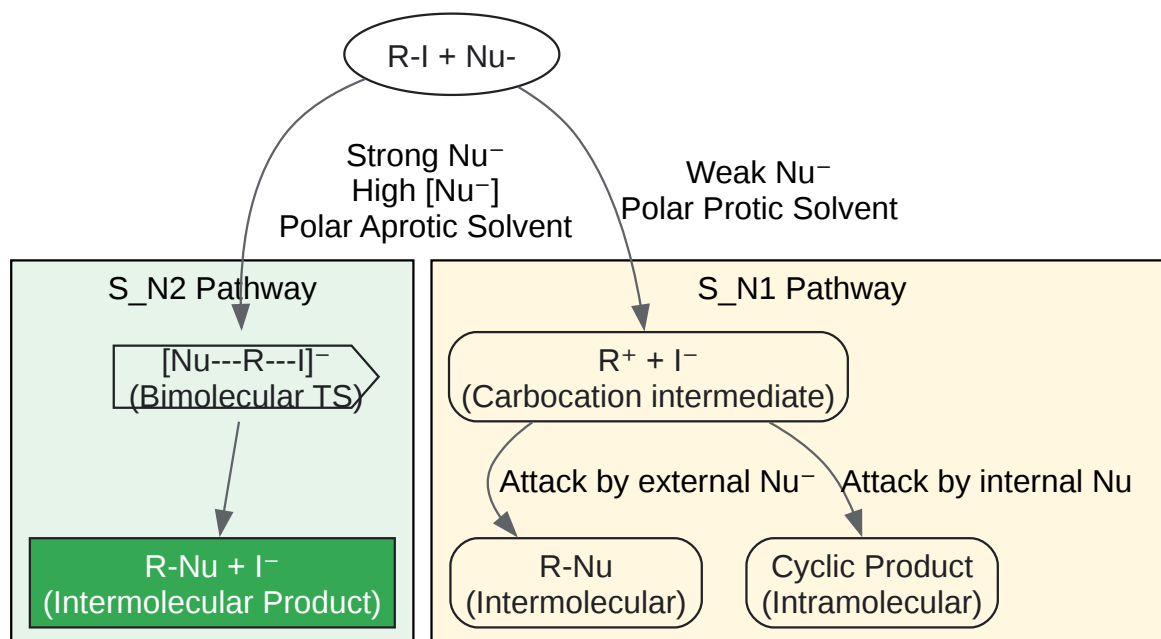 R-I + Nu-
Strong Nu⁻
High [Nu⁻]
Polar Aprotic Solvent
Weak Nu⁻
Polar Protic Solvent
S_N2 Pathway
[Nu---R---I]⁻
(Bimolecular TS)
R-Nu + I⁻
(Intermolecular Product)
S_N1 Pathway
R⁺ + I⁻
(Carbocation intermediate)
Attack by external Nu⁻
Attack by internal Nu
R-Nu
(Intermolecular)
Cyclic Product
(Intramolecular)